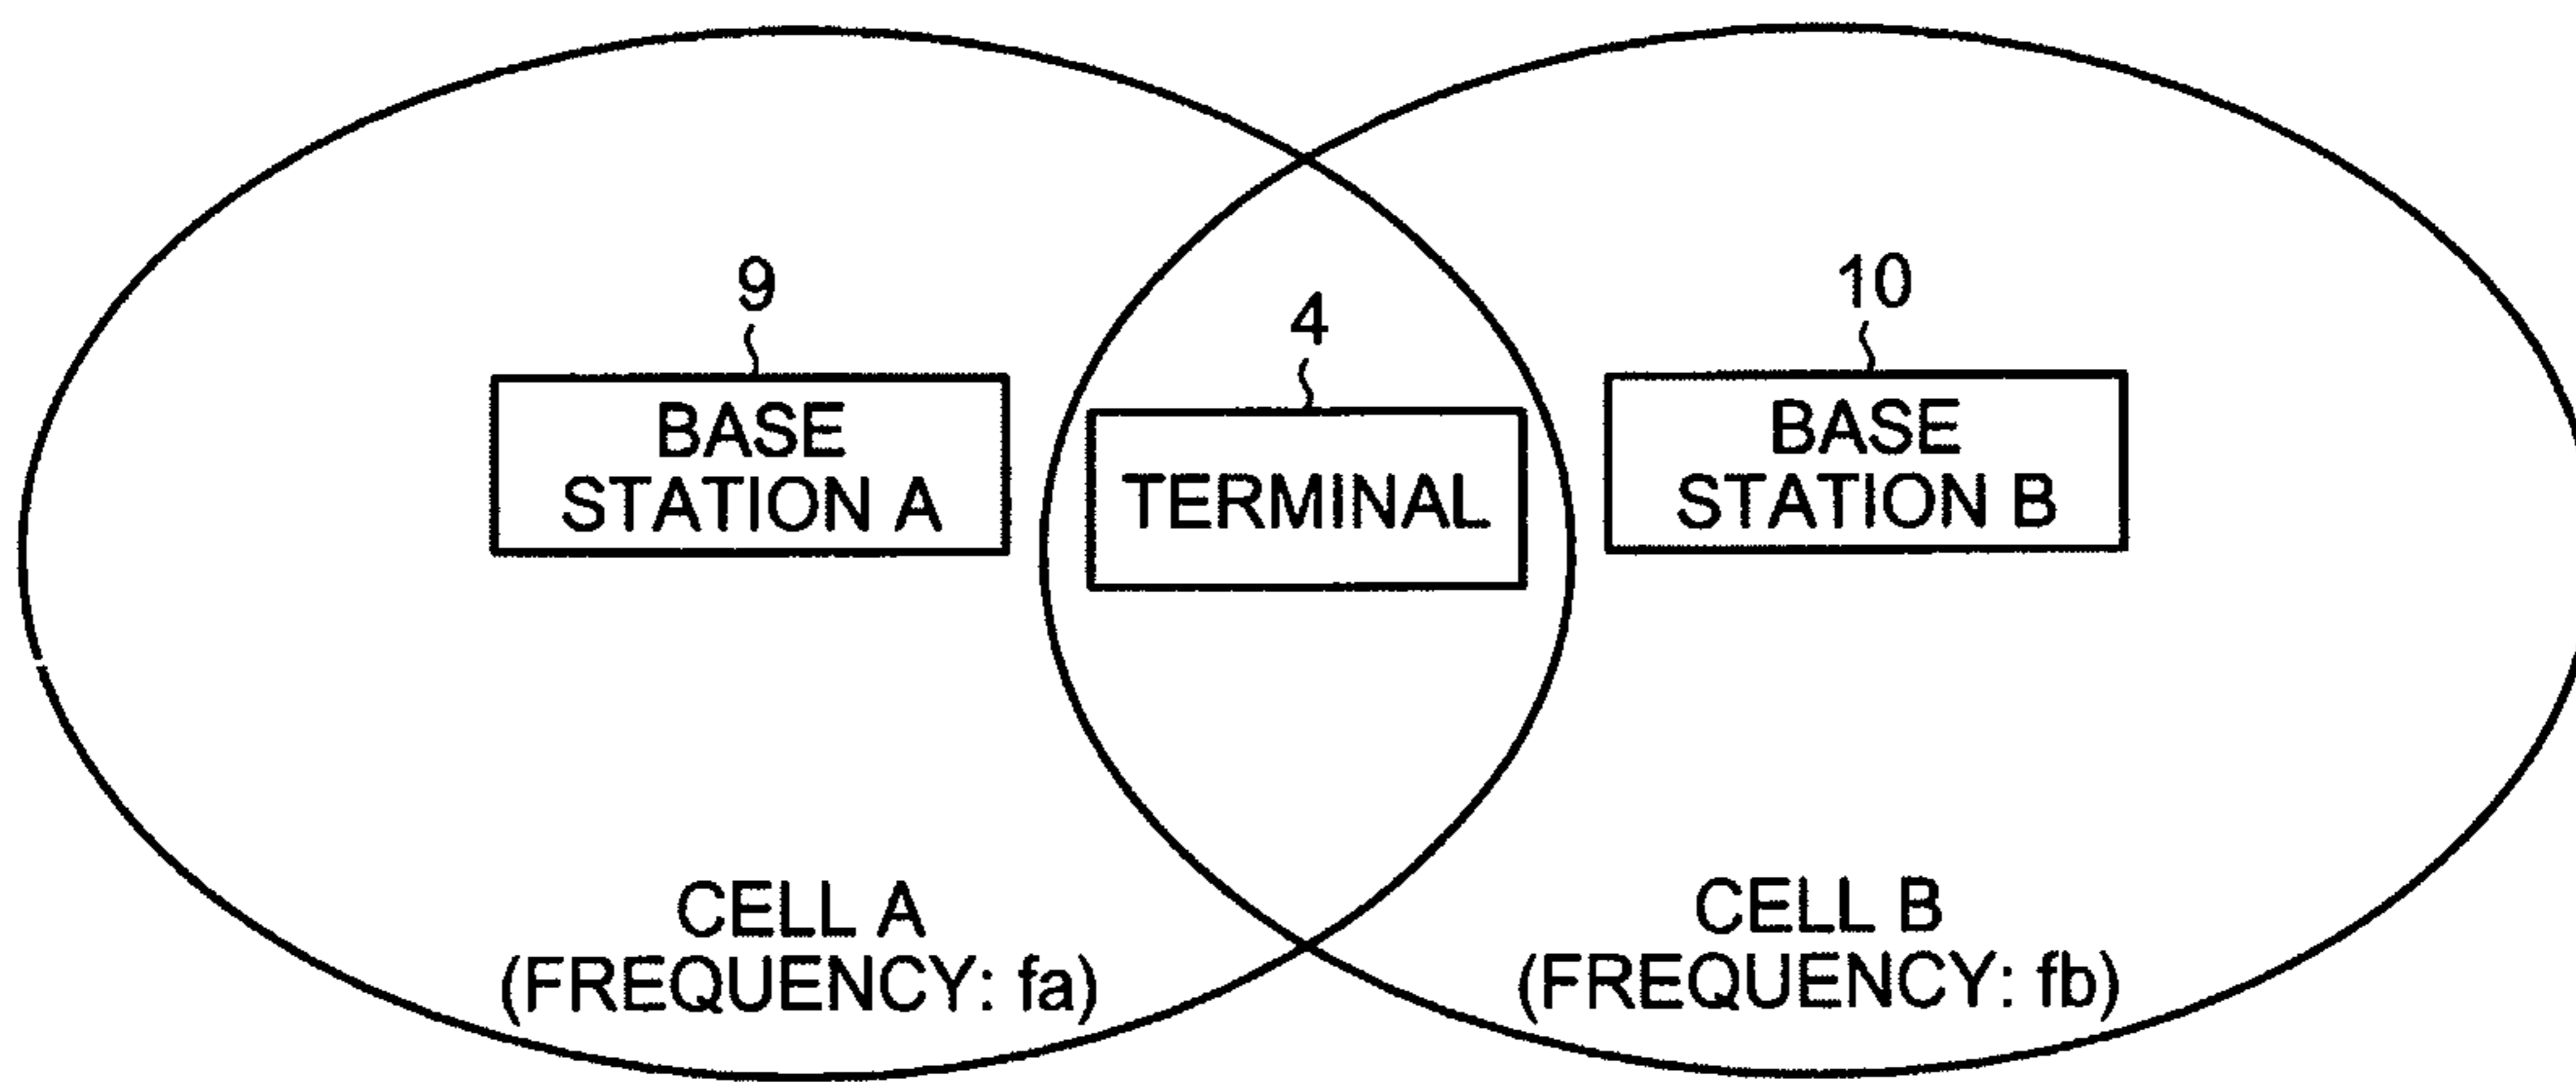 9
BASE
STATION A
4
TERMINAL
10
BASE
STATION B
CELL A
(FREQUENCY: fa)
CELL B
(FREQUENCY: fb)